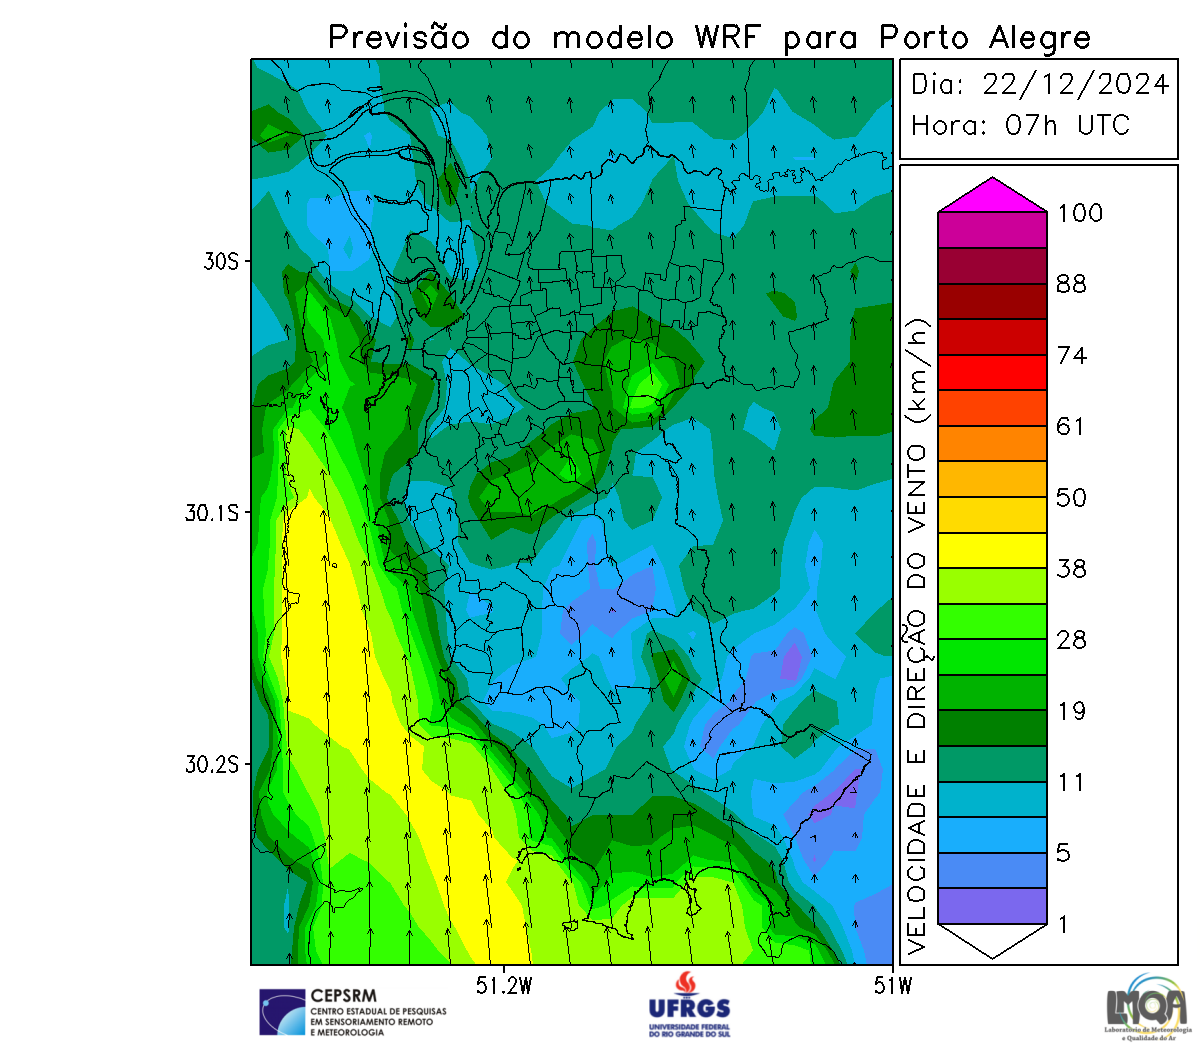 Previsão do modelo WRF para Porto Alegre
Dia: 22/12/2024
Hora: 07h UTC
30S
30.1S
30.2S
51.2W
51W
VELOCIDADE E DIREÇÃO DO VENTO (km/h)
100
88
74
61
50
38
28
19
11
5
1
CEPSRM
CENTRO ESTADUAL DE PESQUISAS
EM SENSORIAMENTO REMOTO
E METEOROLOGIA
UFRGS
UNIVERSIDADE FEDERAL
DO RIO GRANDE DO SUL
LMQA
Laboratório de Meteorologia
e Qualidade do Ar